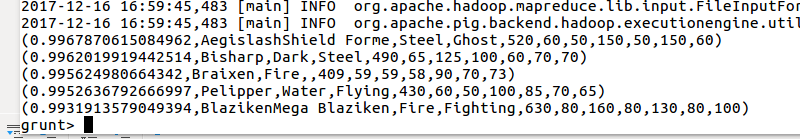 2017-12-16 16:59:45,483 [main] INFO  org.apache.hadoop.mapreduce.lib.input.FileInputFor
2017-12-16 16:59:45,483 [main] INFO  org.apache.pig.backend.hadoop.executionengine.util
(0.9967870615084962,AegislashShield Forme,Steel,Ghost,520,60,50,150,50,150,60)
(0.9962019919442514,Bisharp,Dark,Steel,490,65,125,100,60,70,70)
(0.995624980664342,Braixen,Fire,,409,59,59,58,90,70,73)
(0.9952636792666997,Pelipper,Water,Flying,430,60,50,100,85,70,65)
(0.9931913579049394,BlazikenMega Blaziken,Fire,Fighting,630,80,160,80,130,80,100)
grunt>